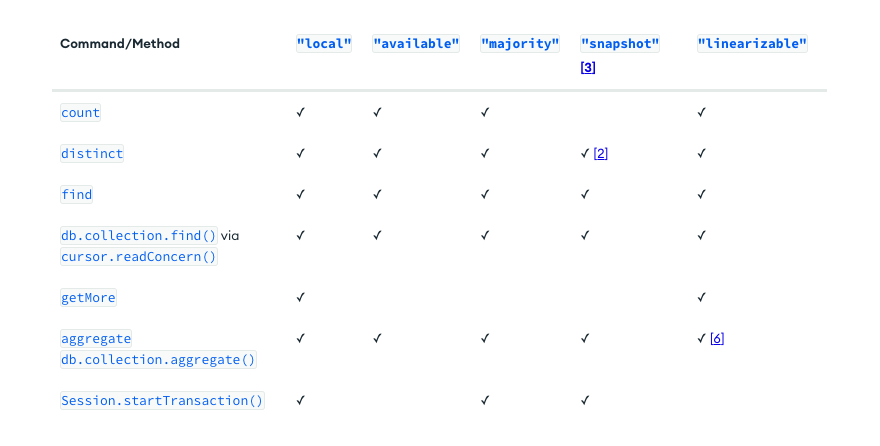 Command/Method "local" "available" "majority" "snapshot" "linearizable"
[3]
count ✓ ✓ ✓ ✓
distinct ✓ ✓ ✓ ✓ [2] ✓
find ✓ ✓ ✓ ✓ ✓
db.collection.find() via ✓ ✓ ✓ ✓ ✓
cursor.readConcern()
getMore ✓ ✓
aggregate ✓ ✓ ✓ ✓ ✓ [6]
db.collection.aggregate()
Session.startTransaction() ✓ ✓ ✓